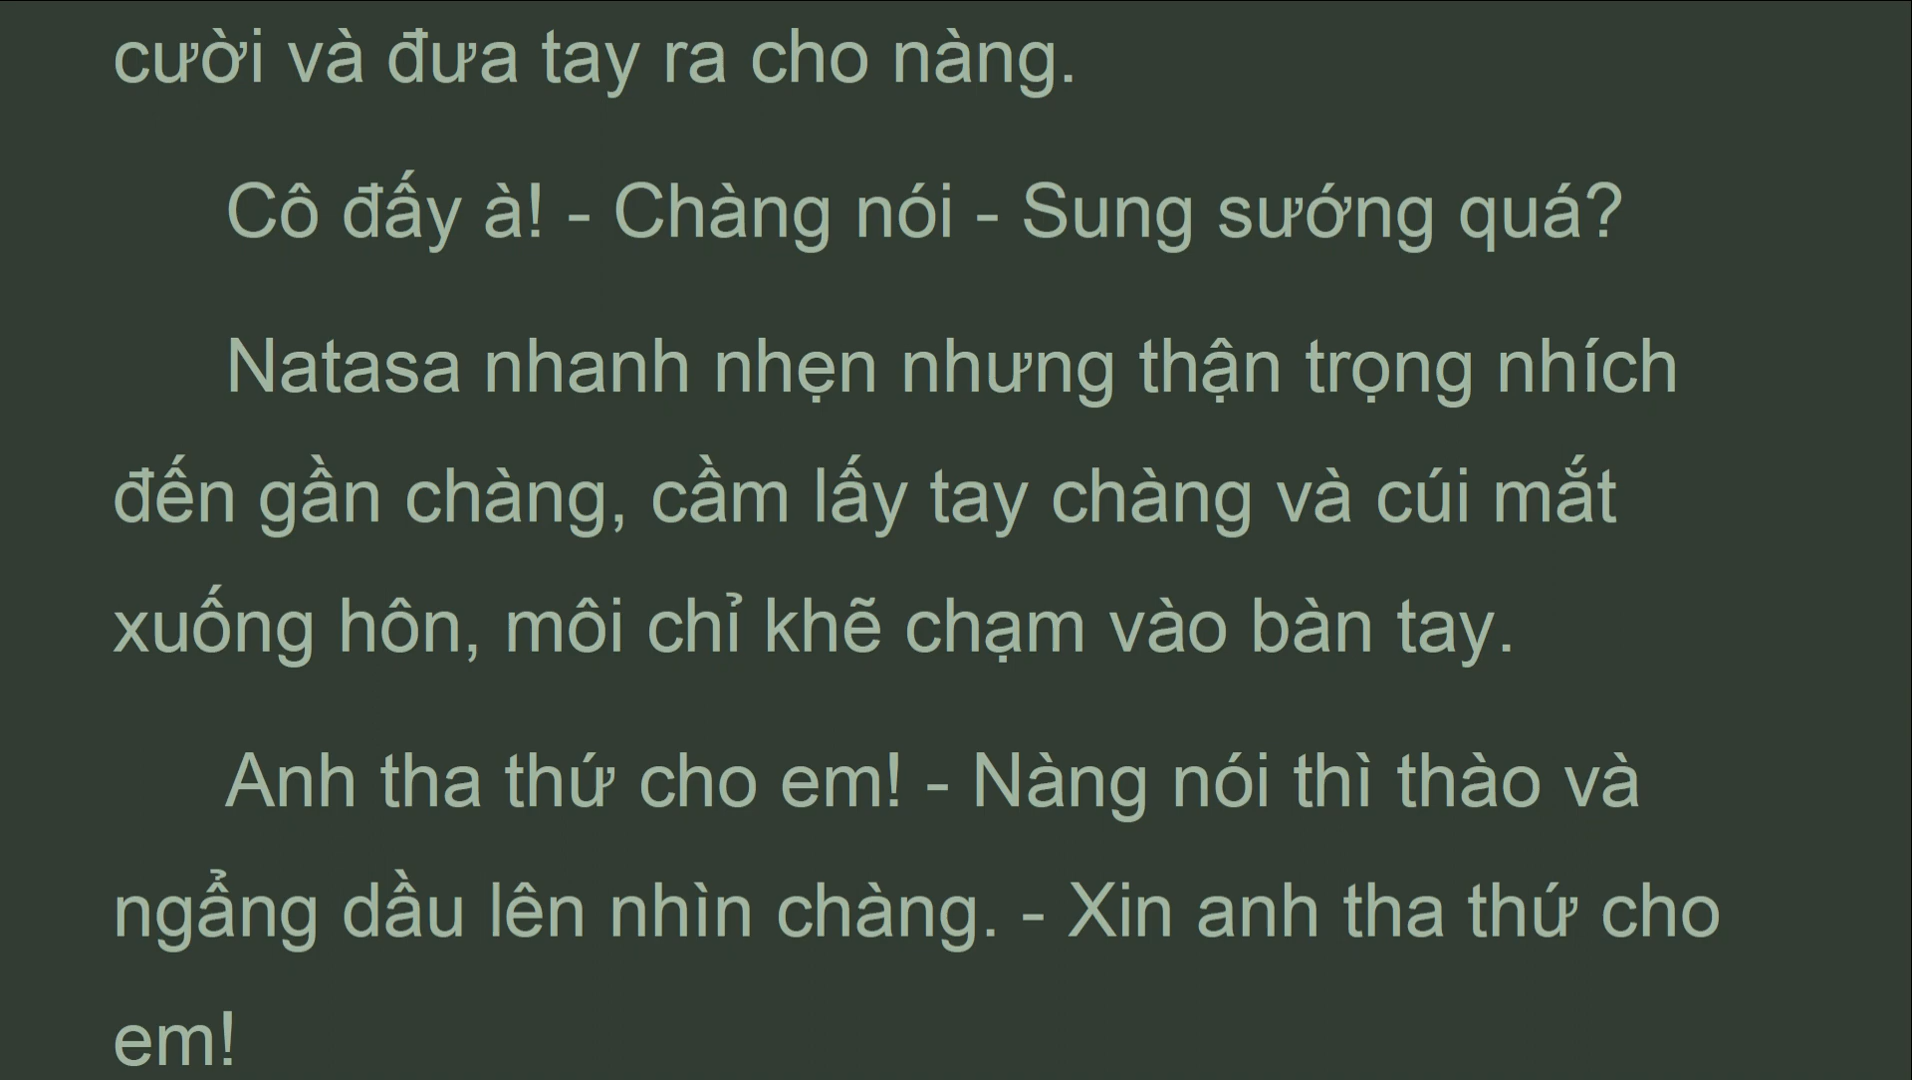 cười và đưa tay ra cho nàng.
Cô đấy à! - Chàng nói - Sung sướng quá?
Natasa nhanh nhẹn nhưng thận trọng nhích
đến gần chàng, cầm lấy tay chàng và cúi mắt
xuống hôn, môi chỉ khẽ chạm vào bàn tay.
Anh tha thứ cho em! - Nàng nói thì thào và
ngẩng dầu lên nhìn chàng. - Xin anh tha thứ cho
em!